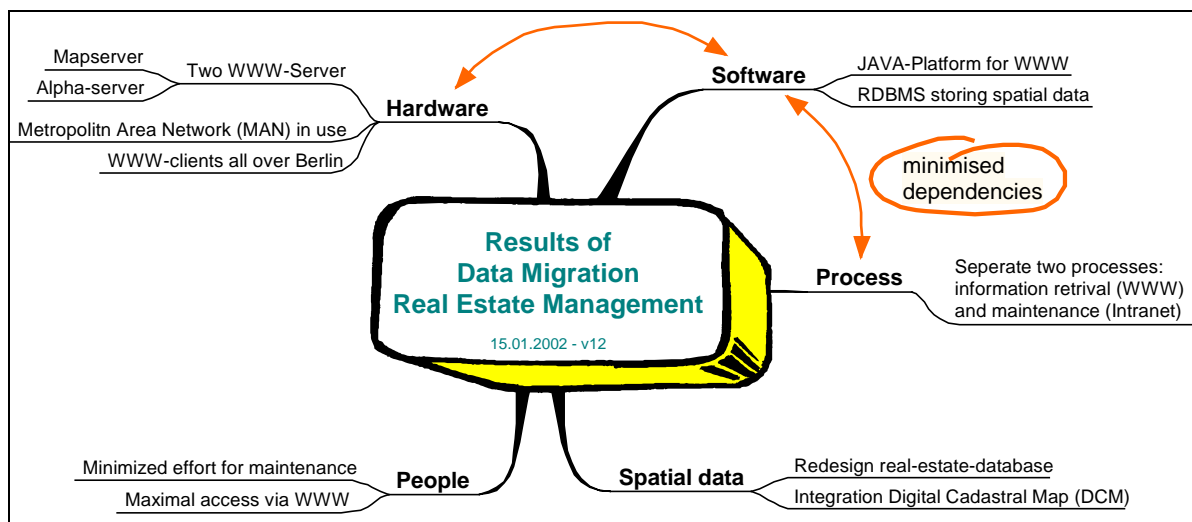 Mapserver
Alpha-server
Two WWW-Server
Metropolitn Area Network (MAN) in use
WWW-clients all over Berlin
Hardware
Software
JAVA-Platform for WWW
RDBMS storing spatial data
minimised
dependencies
Results of
Data Migration
Real Estate Management
15.01.2002 - v12
Process
Seperate two processes:
information retrival (WWW)
and maintenance (Intranet)
Minimized effort for maintenance
Maximal access via WWW
People
Spatial data
Redesign real-estate-database
Integration Digital Cadastral Map (DCM)